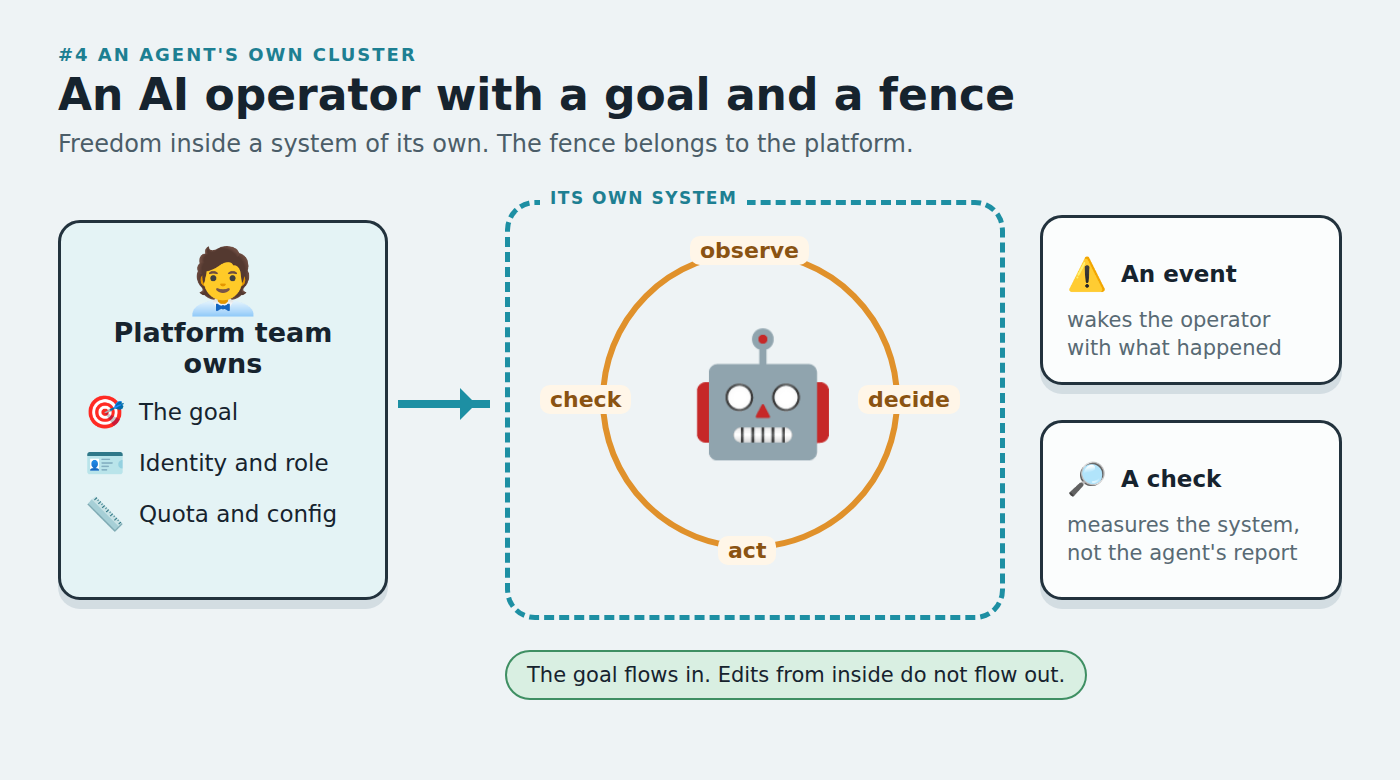 #4 AN AGENT'S OWN CLUSTER
An AI operator with a goal and a fence
Freedom inside a system of its own. The fence belongs to the platform.
Platform team
owns
The goal
Identity and role
Quota and config
ITS OWN SYSTEM
observe
check
decide
act
An event
wakes the operator
with what happened
A check
measures the system,
not the agent's report
The goal flows in. Edits from inside do not flow out.